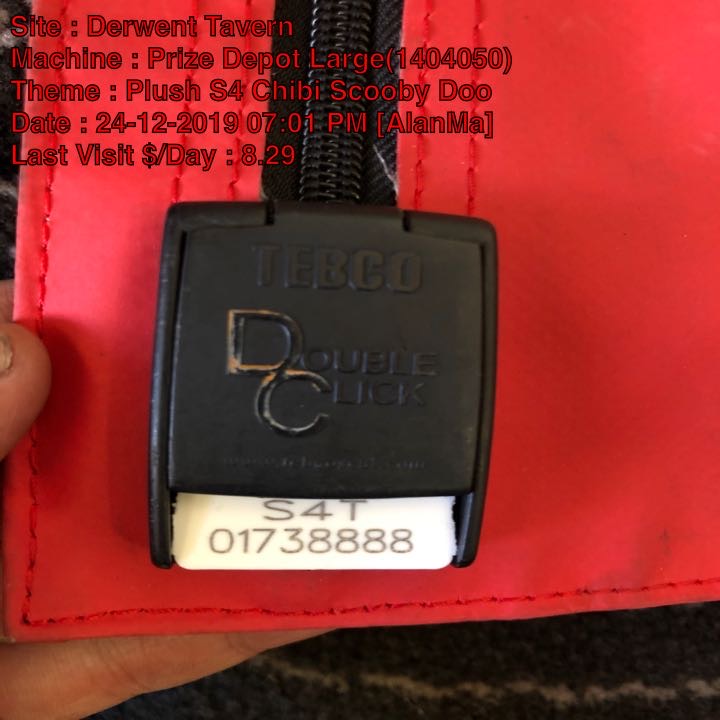 Site : Derwent Tavern
Machine : Prize Depot Large(1404050)
Theme : Plush S4 Chibi Scooby Doo
Date : 24-12-2019 07:01 PM [AlanMa]
Last Visit $/Day : 8.29
TEBCO
DOUBLE
CLICK
S4T
01738888